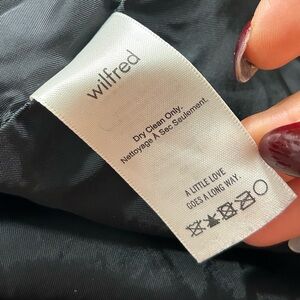 wilfred
Dry Clean Only.
Nettoyage À Sec Seulement.
A LITTLE LOVE
GOES A LONG WAY.